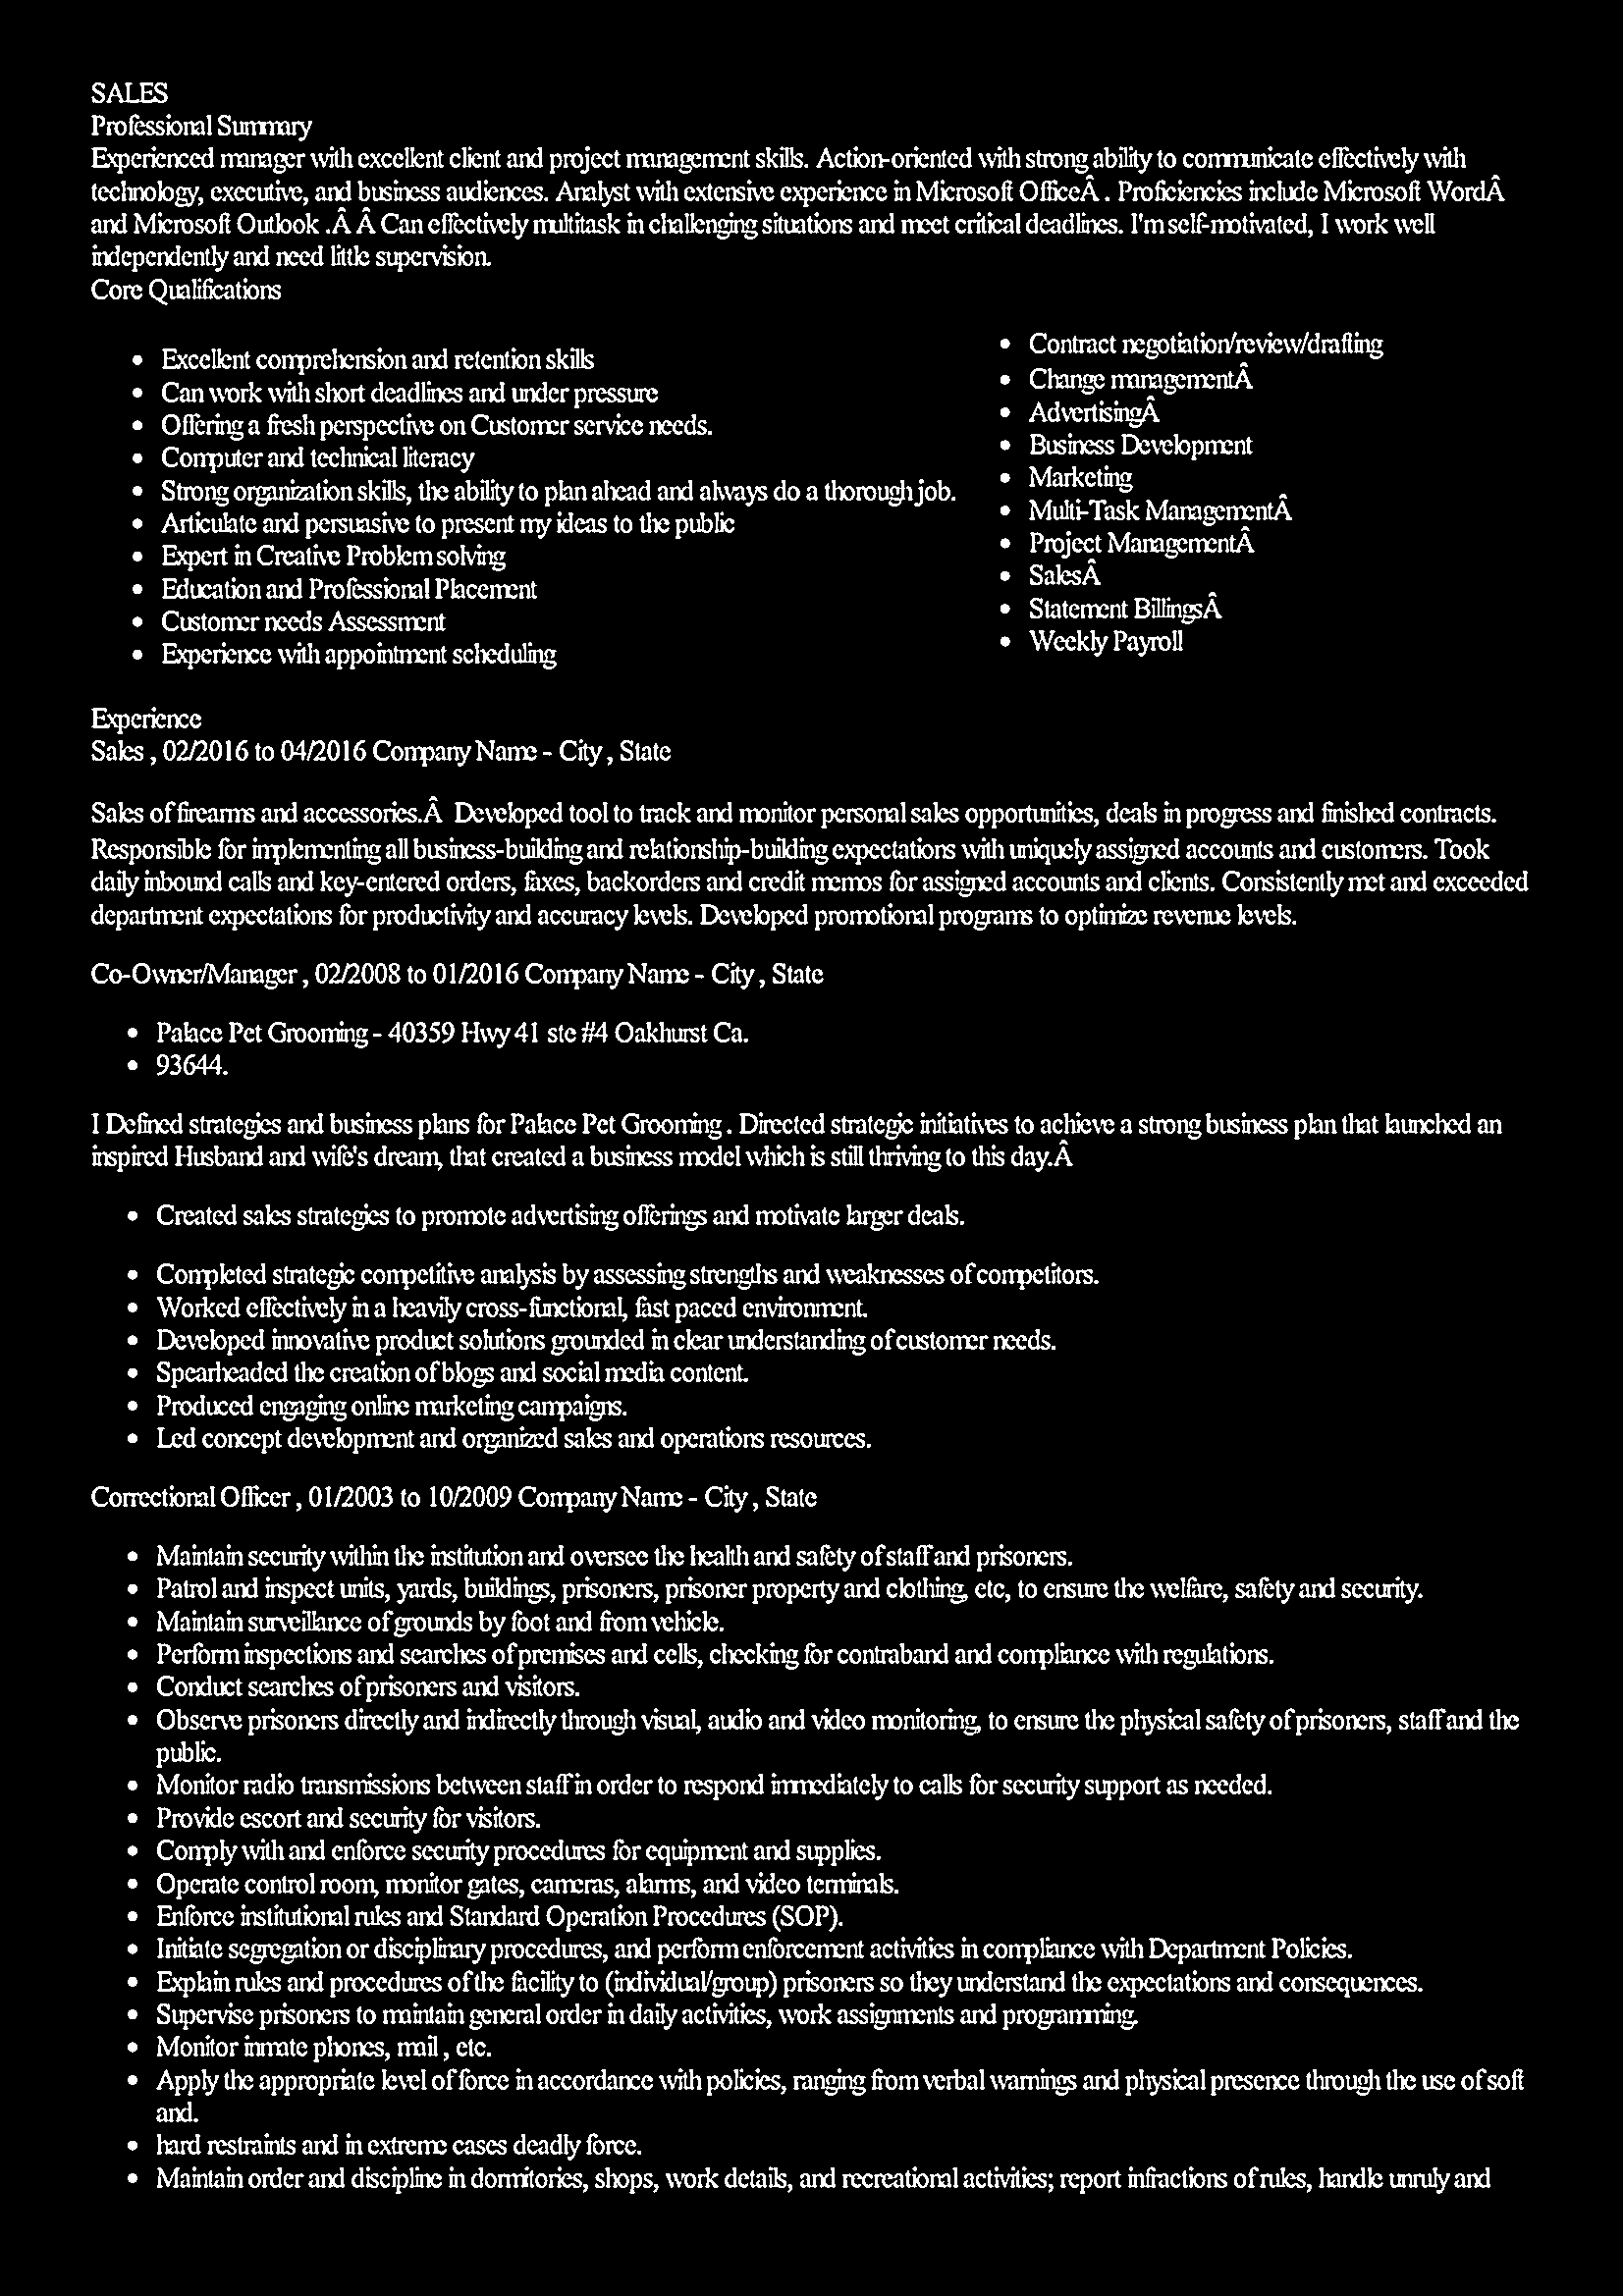 SALES
Professional Summary
Experienced manager with excellent client and project management skills. Action-oriented with strong ability to communicate effectively with
technology, executive, and business audiences. Analyst with extensive experience in Microsoft OfficeÂ . Proficiencies include Microsoft WordÂ
and Microsoft Outlook .Â Â Can effectively multitask in challenging situations and meet critical deadlines. I'm self-motivated, I work well
independently and need little supervision.
Core Qualifications
• Excellent comprehension and retention skills
• Can work with short deadlines and under pressure
• Offering a fresh perspective on Customer service needs.
• Computer and technical literacy
• Strong organization skills, the ability to plan ahead and always do a thorough job.
• Articulate and persuasive to present my ideas to the public
• Expert in Creative Problem solving
• Education and Professional Placement
• Customer needs Assessment
• Experience with appointment scheduling
• Contract negotiation/review/drafting
• Change managementÂ
• AdvertisingÂ
• Business Development
• Marketing
• Multi-Task ManagementÂ
• Project ManagementÂ
• SalesÂ
• Statement BillingsÂ
• Weekly Payroll
Experience
Sales , 02/2016 to 04/2016 Company Name - City , State
Sales of firearms and accessories.Â  Developed tool to track and monitor personal sales opportunities, deals in progress and finished contracts.
Responsible for implementing all business-building and relationship-building expectations with uniquely assigned accounts and customers. Took
daily inbound calls and key-entered orders, faxes, backorders and credit memos for assigned accounts and clients. Consistently met and exceeded
department expectations for productivity and accuracy levels. Developed promotional programs to optimize revenue levels.
Co-Owner/Manager , 02/2008 to 01/2016 Company Name - City , State
• Palace Pet Grooming - 40359 Hwy 41 ste #4 Oakhurst Ca.
• 93644.
I Defined strategies and business plans for Palace Pet Grooming . Directed strategic initiatives to achieve a strong business plan that launched an
inspired Husband and wife's dream, that created a business model which is still thriving to this day.Â
• Created sales strategies to promote advertising offerings and motivate larger deals.
• Completed strategic competitive analysis by assessing strengths and weaknesses of competitors.
• Worked effectively in a heavily cross-functional, fast paced environment.
• Developed innovative product solutions grounded in clear understanding of customer needs.
• Spearheaded the creation of blogs and social media content.
• Produced engaging online marketing campaigns.
• Led concept development and organized sales and operations resources.
Correctional Officer , 01/2003 to 10/2009 Company Name - City , State
• Maintain security within the institution and oversee the health and safety of staff and prisoners.
• Patrol and inspect units, yards, buildings, prisoners, prisoner property and clothing, etc, to ensure the welfare, safety and security.
• Maintain surveillance of grounds by foot and from vehicle.
• Perform inspections and searches of premises and cells, checking for contraband and compliance with regulations.
• Conduct searches of prisoners and visitors.
• Observe prisoners directly and indirectly through visual, audio and video monitoring, to ensure the physical safety of prisoners, staff and the
public.
• Monitor radio transmissions between staff in order to respond immediately to calls for security support as needed.
• Provide escort and security for visitors.
• Comply with and enforce security procedures for equipment and supplies.
• Operate control room, monitor gates, cameras, alarms, and video terminals.
• Enforce institutional rules and Standard Operation Procedures (SOP).
• Initiate segregation or disciplinary procedures, and perform enforcement activities in compliance with Department Policies.
• Explain rules and procedures of the facility to (individual/group) prisoners so they understand the expectations and consequences.
• Supervise prisoners to maintain general order in daily activities, work assignments and programming.
• Monitor inmate phones, mail , etc.
• Apply the appropriate level of force in accordance with policies, ranging from verbal warnings and physical presence through the use of soft
and.
• hard restraints and in extreme cases deadly force.
• Maintain order and discipline in dormitories, shops, work details, and recreational activities; report infractions of rules, handle unruly and